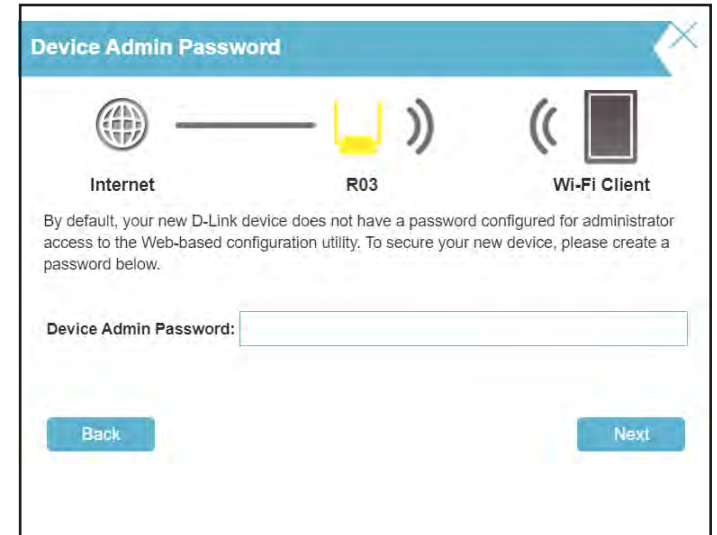 Device Admin Password
Internet R03 Wi-Fi Client
By default, your new D-Link device does not have a password configured for administrator
access to the Web-based configuration utility. To secure your new device, please create a
password below.
Device Admin Password:
Back Next